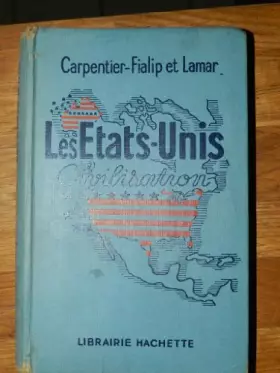 Carpentier-Fialip et Lamar
Les Etats-Unis
Civilisation
LIBRAIRIE HACHETTE